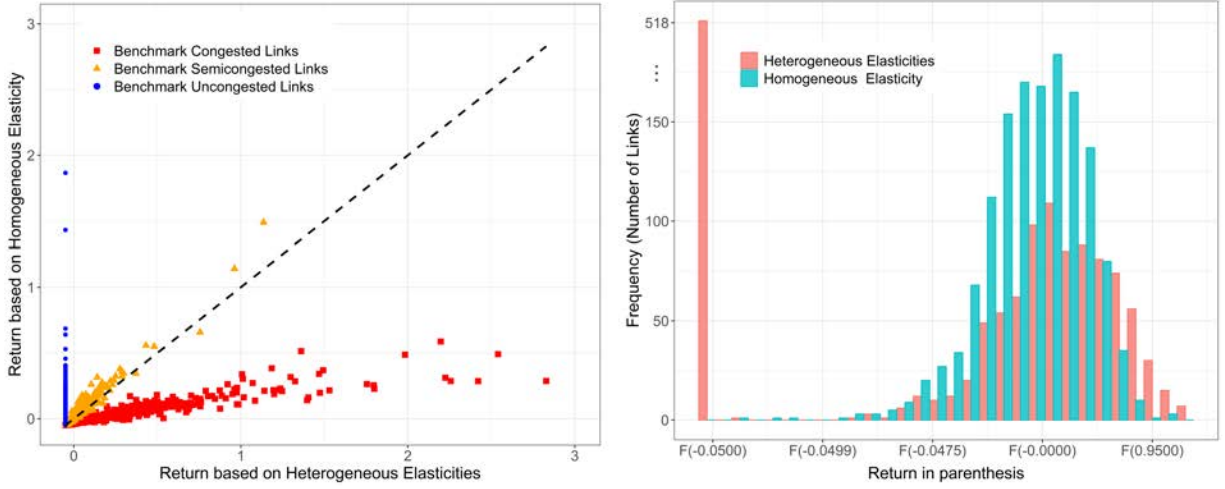 3
2
1
0
Return based on Homogeneous Elasticity
Benchmark Congested Links
Benchmark Semicongested Links
Benchmark Uncongested Links
0
1
2
3
Return based on Heterogeneous Elasticities
518
...
150
100
50
0
Frequency (Number of Links)
Heterogeneous Elasticities
Homogeneous Elasticity
F(-0.0500)
F(-0.0499)
F(-0.0475)
F(-0.0000)
F(0.9500)
Return in parenthesis